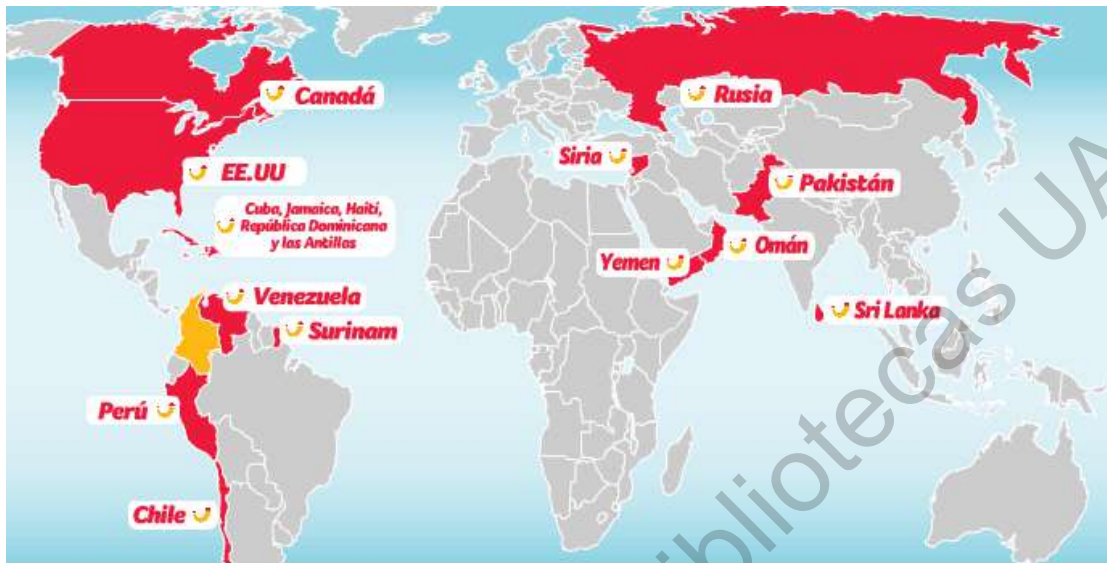 Canadá
Rusia
Siria
EE.UU
Pakistán
Cuba, Jamaica, Haití,
República Dominicana
y las Antillas
Omán
Yemen
Venezuela
Sri Lanka
Surinam
Perú
Chile
bibliotecas UA